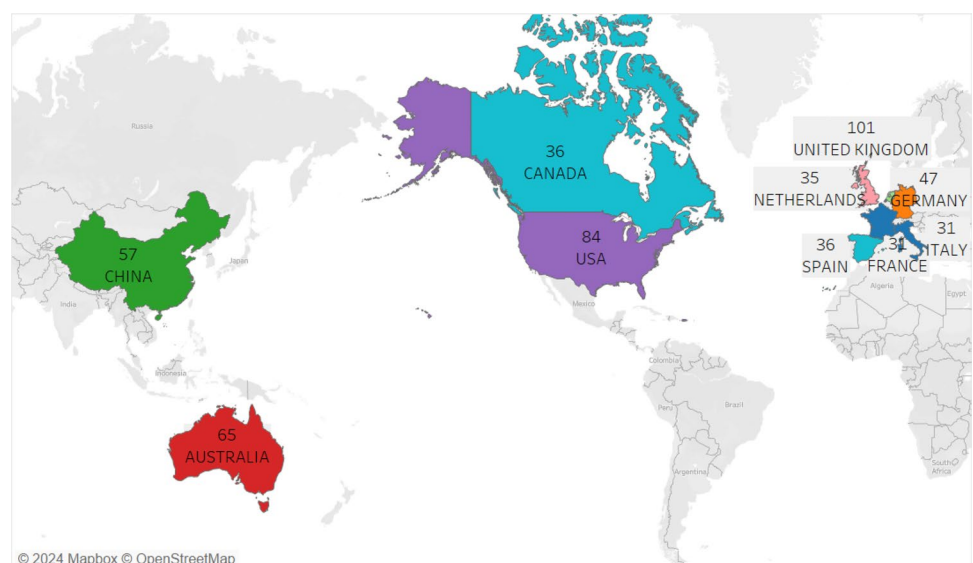 Russia
101
UNITED KINGDOM
36
CANADA
35
NETHERLANDS
47
GERMANY
31
ITALY
84
USA
57
CHINA
Japan
36
SPAIN
31
FRANCE
India
Mexico
Algeria
Egypt
Indonesia
Colombia
Peru
Brazil
65
AUSTRALIA
Argentina
South
Africa
© 2024 Mapbox © OpenStreetMap